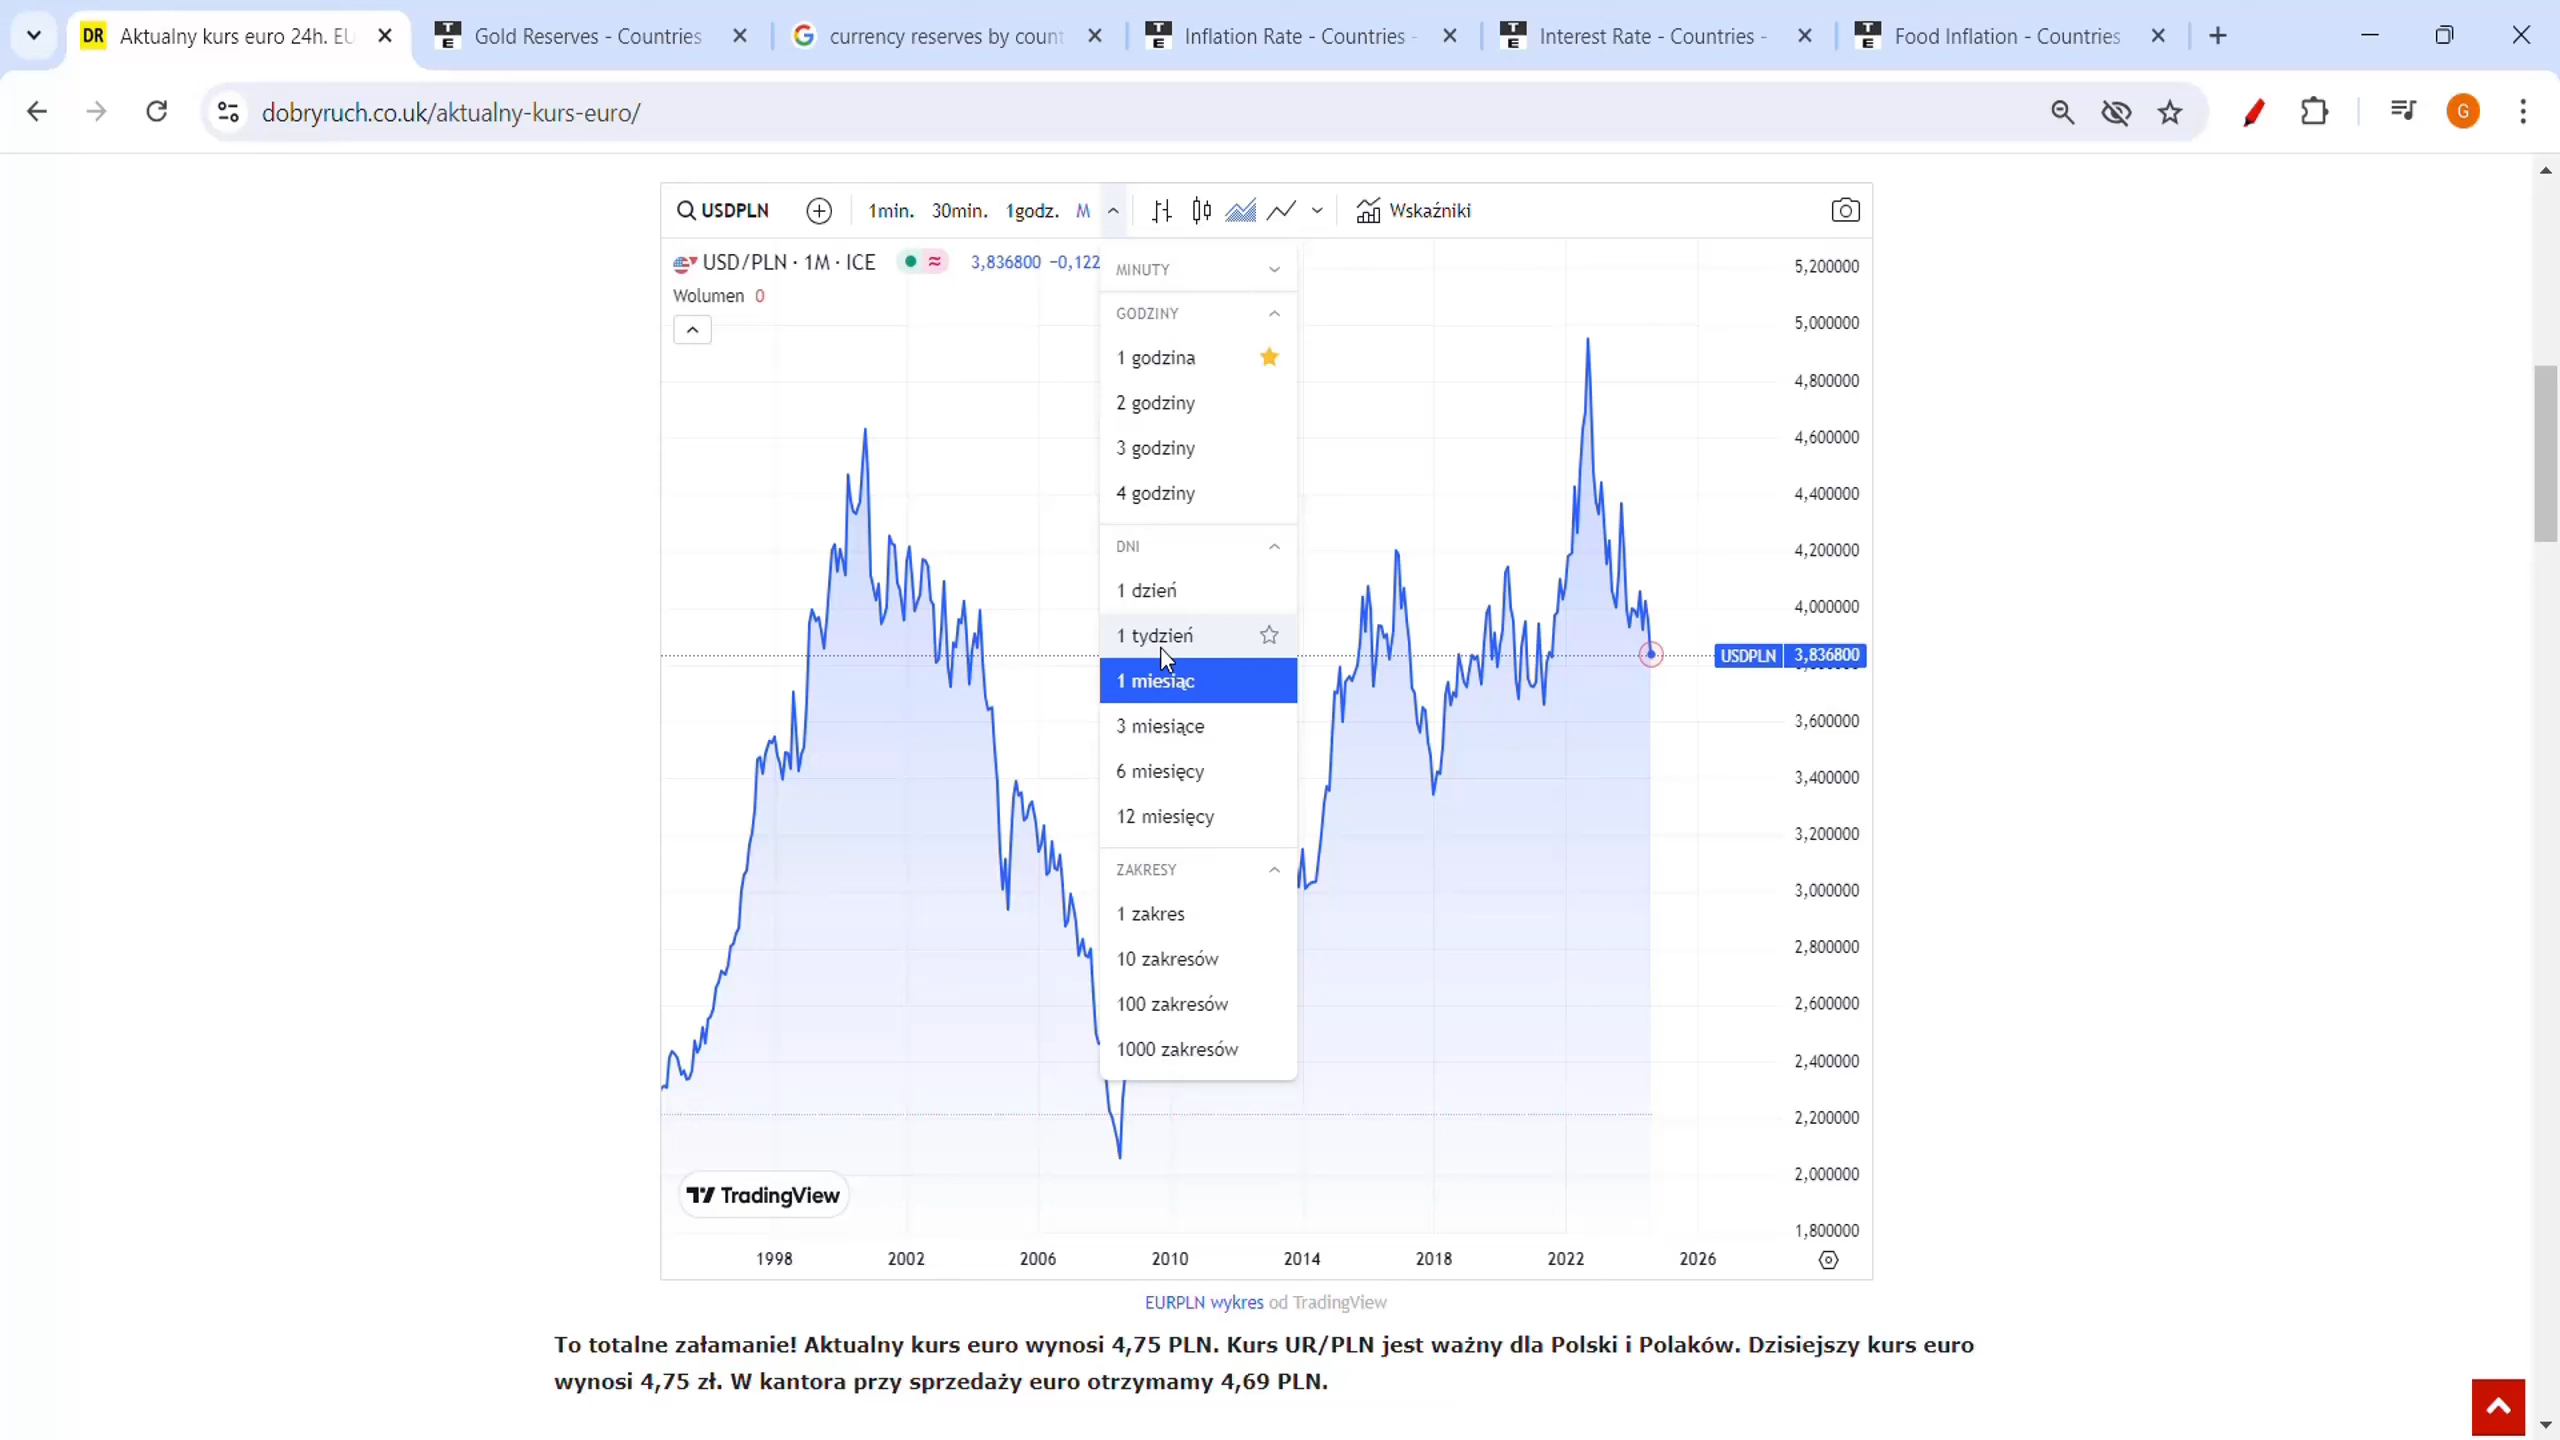 DR Aktualny kurs euro 24h. EU
Gold Reserves - Countries
currency reserves by count
Inflation Rate - Countries -
Interest Rate - Countries -
Food Inflation - Countries
dobryruch.co.uk/aktualny-kurs-euro/
G
USDPLN 1min. 30min. 1godz. M Wskaźniki
USD/PLN · 1M · ICE 3,836800 −0,122
Wolumen 0
MINUTY
GODZINY
1 godzina
2 godziny
3 godziny
4 godziny
DNI
1 dzień
1 tydzień
1 miesiąc
3 miesiące
6 miesięcy
12 miesięcy
ZAKRESY
1 zakres
10 zakresów
100 zakresów
1000 zakresów
5,200000
5,000000
4,800000
4,600000
4,400000
4,200000
4,000000
USDPLN 3,836800
3,600000
3,400000
3,200000
3,000000
2,800000
2,600000
2,400000
2,200000
2,000000
1,800000
TradingView
1998 2002 2006 2010 2014 2018 2022 2026
EURPLN wykres od TradingView
To totalne załamanie! Aktualny kurs euro wynosi 4,75 PLN. Kurs UR/PLN jest ważny dla Polski i Polaków. Dzisiejszy kurs euro
wynosi 4,75 zł. W kantora przy sprzedaży euro otrzymamy 4,69 PLN.